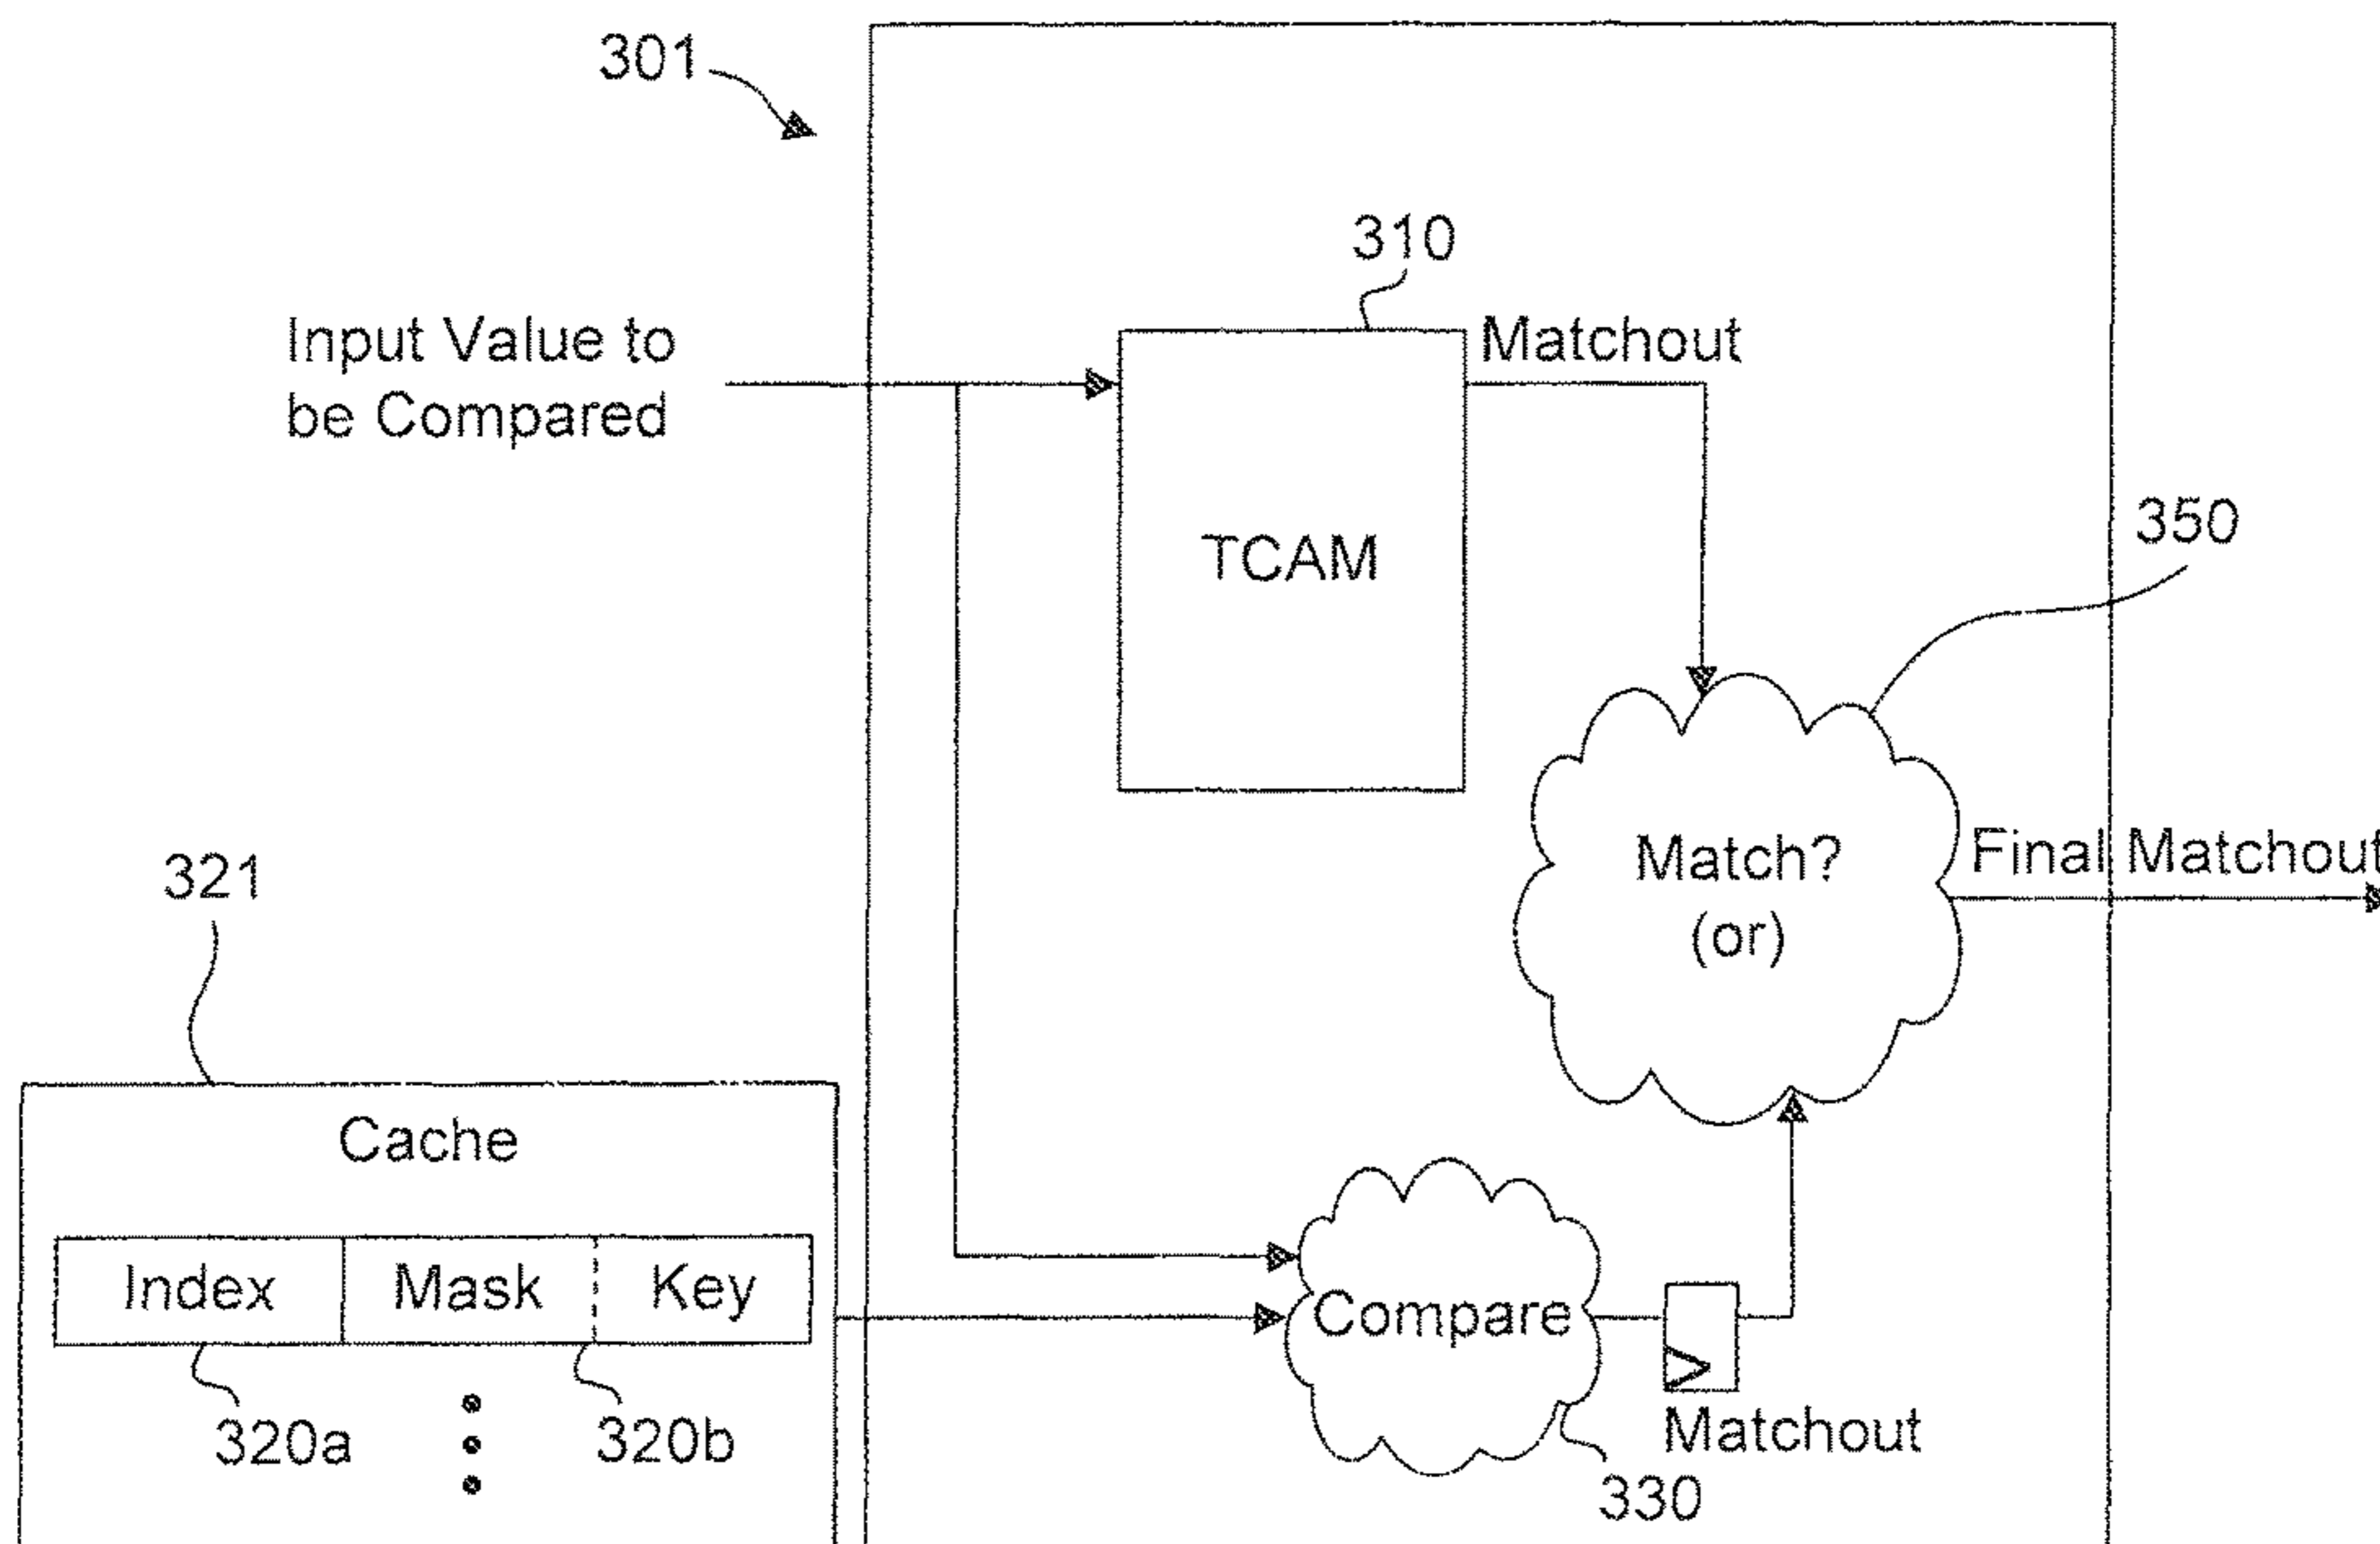 301
310
Input Value to
be Compared
Matchout
TCAM
350
Match?
(or)
Final Matchout
321
Cache
Index Mask Key
Compare
320a
320b
Matchout
330